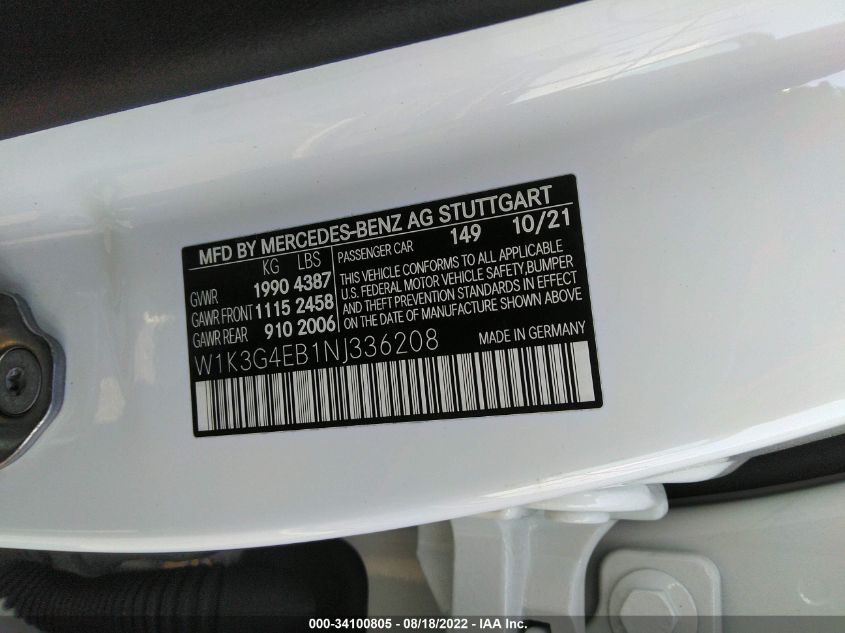 MFD BY MERCEDES-BENZ AG STUTTGART
KG LBS PASSENGER CAR 149 10/21
GVWR 1990 4387
GAWR FRONT 1115 2458
GAWR REAR 910 2006
THIS VEHICLE CONFORMS TO ALL APPLICABLE
U.S. FEDERAL MOTOR VEHICLE SAFETY, BUMPER
AND THEFT PREVENTION STANDARDS IN EFFECT
ON THE DATE OF MANUFACTURE SHOWN ABOVE
W1K3G4EB1NJ336208
MADE IN GERMANY
000-34100805 - 08/18/2022 - IAA Inc.